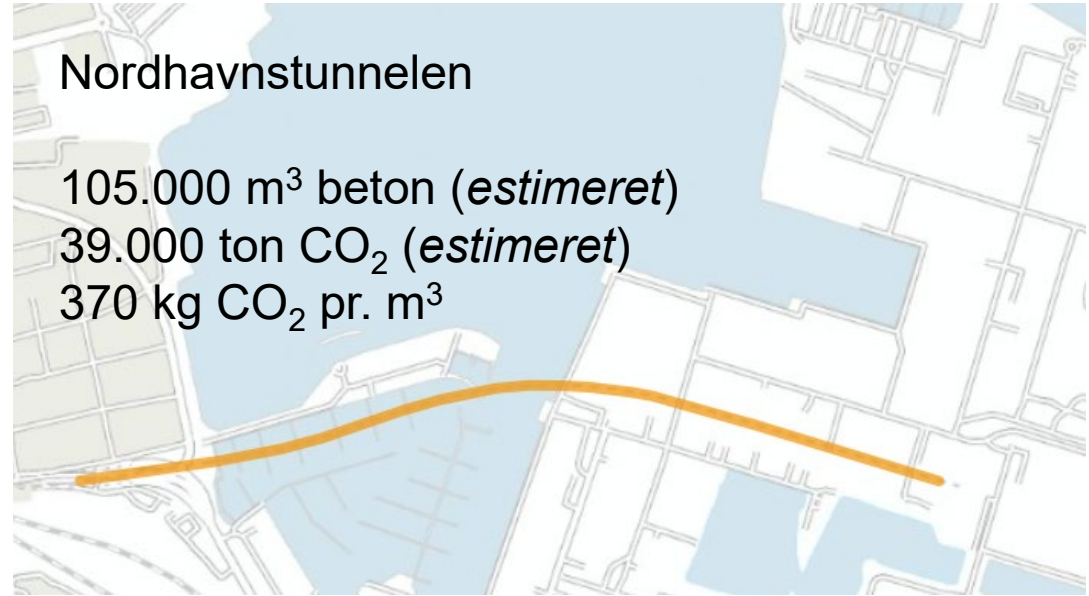 Nordhavnstunnelen
105.000 m³ beton (estimeret)
39.000 ton CO₂ (estimeret)
370 kg CO₂ pr. m³